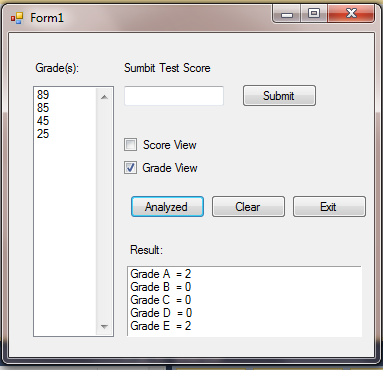 Form1
Grade(s):
Sumbit Test Score
89
85
45
25
Submit
Score View
Grade View
Analyzed Clear Exit
Result:
Grade A = 2
Grade B = 0
Grade C = 0
Grade D = 0
Grade E = 2